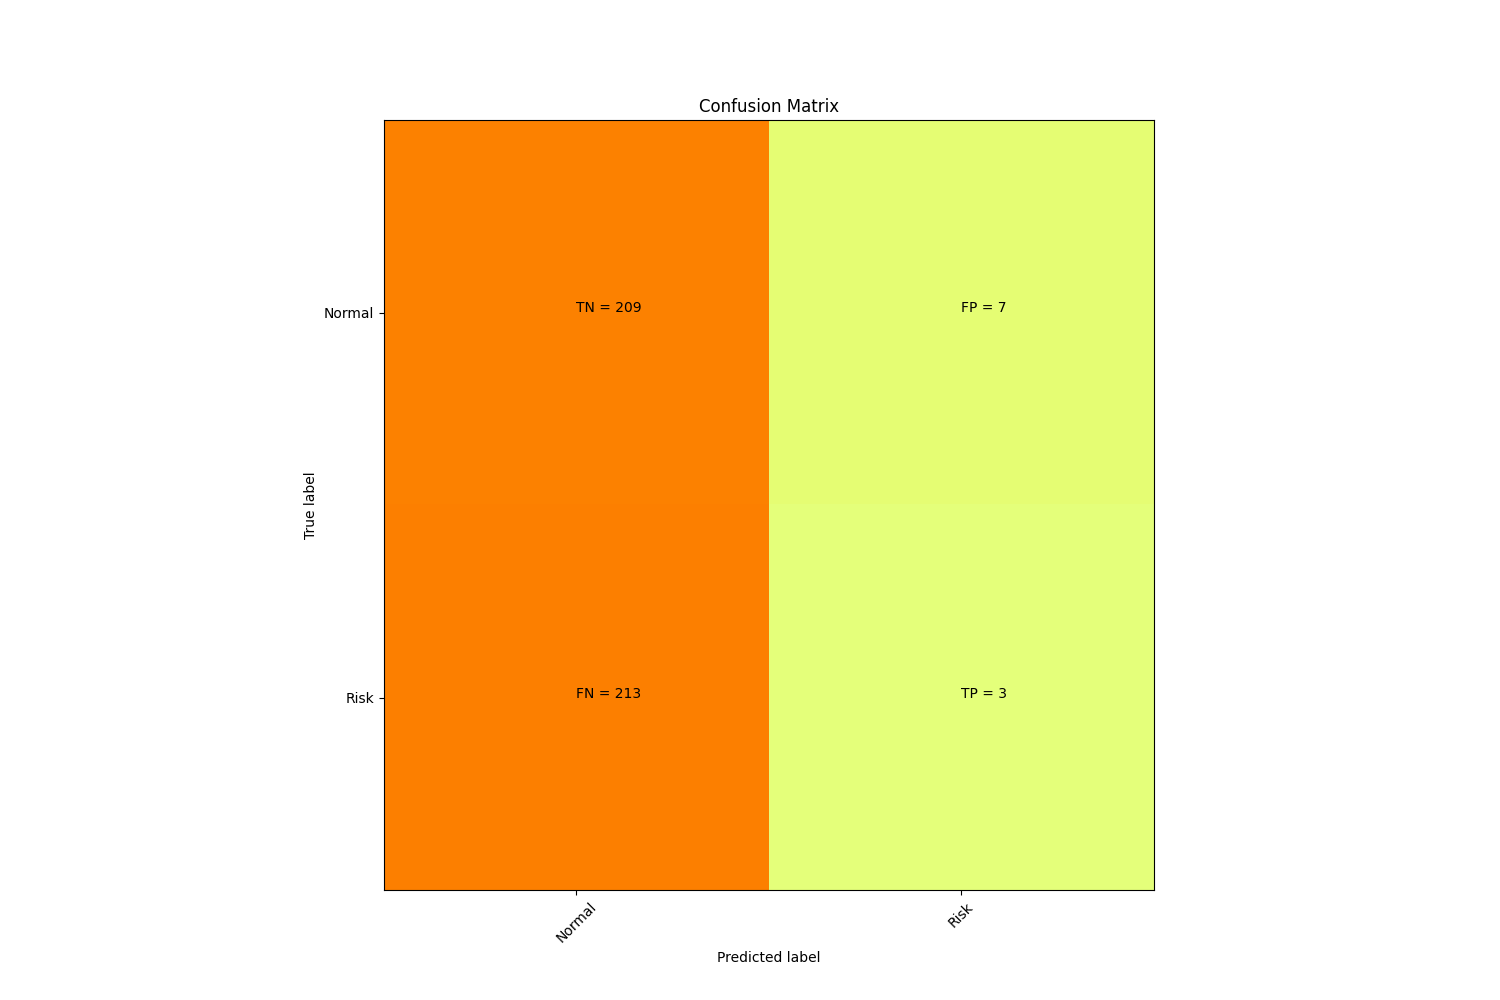 Confusion Matrix
Normal
TN = 209
FP = 7
True label
Risk
FN = 213
TP = 3
Normal
Risk
Predicted label